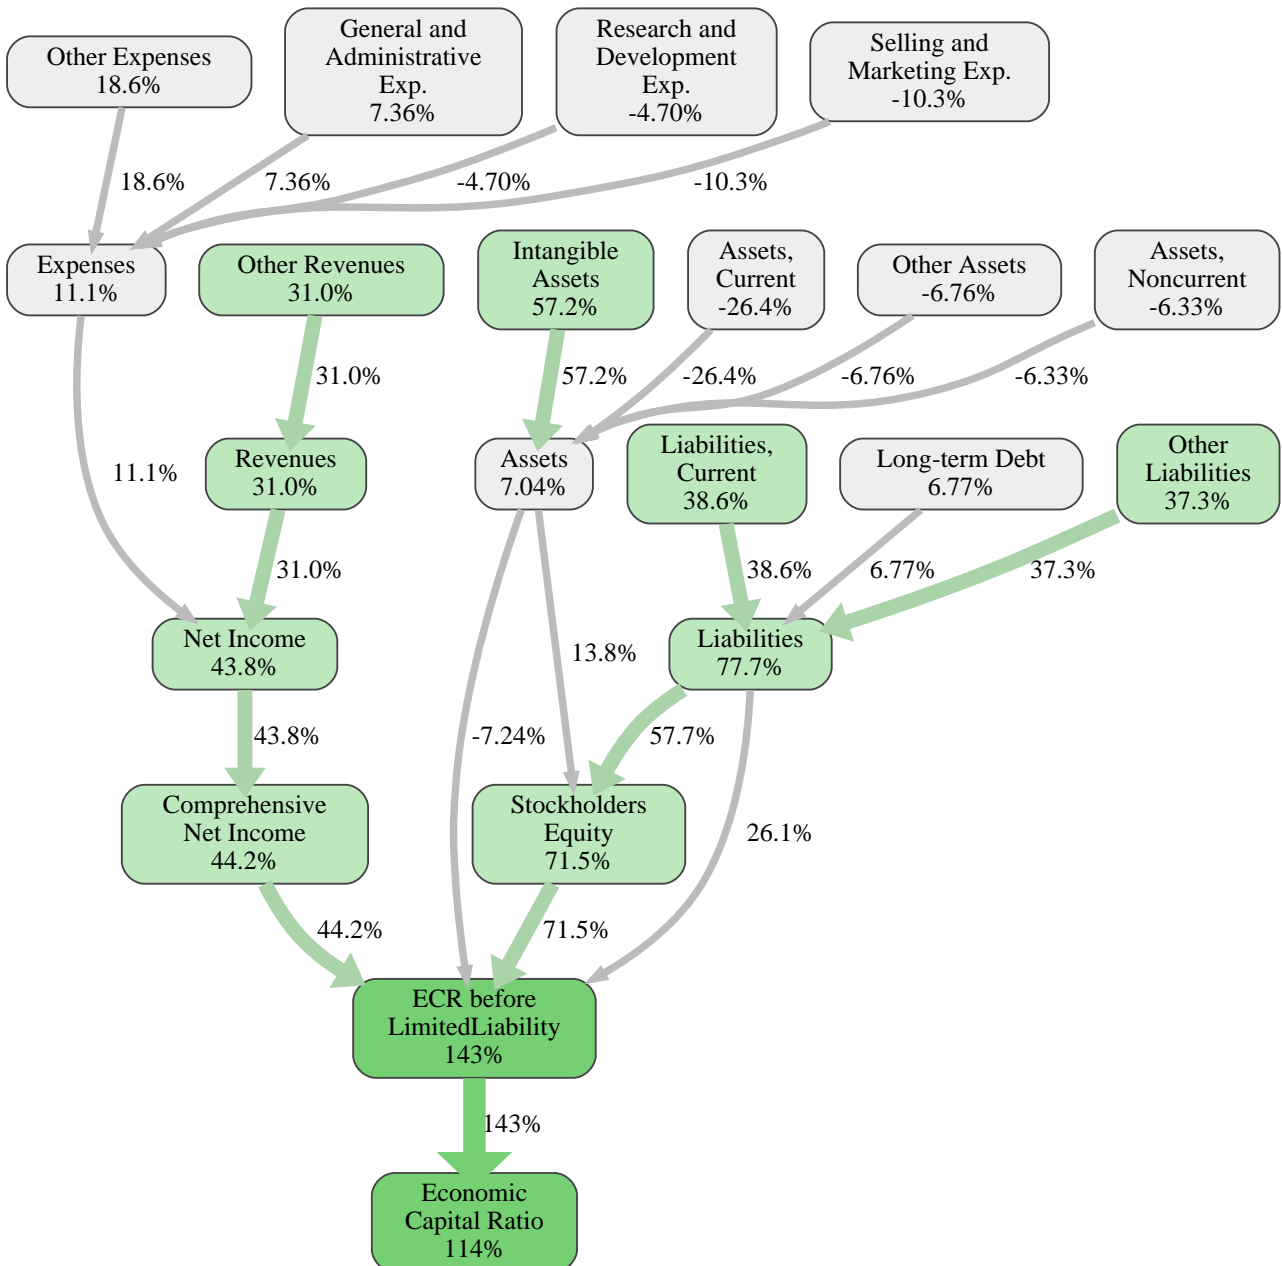 Other Expenses
18.6%
General and
Administrative
Exp.
7.36%
Research and
Development
Exp.
-4.70%
Selling and
Marketing Exp.
-10.3%
18.6%
7.36%
-4.70%
-10.3%
Expenses
11.1%
Other Revenues
31.0%
Intangible
Assets
57.2%
Assets,
Current
-26.4%
Other Assets
-6.76%
Assets,
Noncurrent
-6.33%
31.0%
57.2%
-26.4%
-6.76%
-6.33%
11.1%
Revenues
31.0%
Assets
7.04%
Liabilities,
Current
38.6%
Long-term Debt
6.77%
Other
Liabilities
37.3%
31.0%
38.6%
6.77%
37.3%
Net Income
43.8%
13.8%
Liabilities
77.7%
43.8%
-7.24%
57.7%
Comprehensive
Net Income
44.2%
Stockholders
Equity
71.5%
26.1%
44.2%
71.5%
ECR before
LimitedLiability
143%
143%
Economic
Capital Ratio
114%